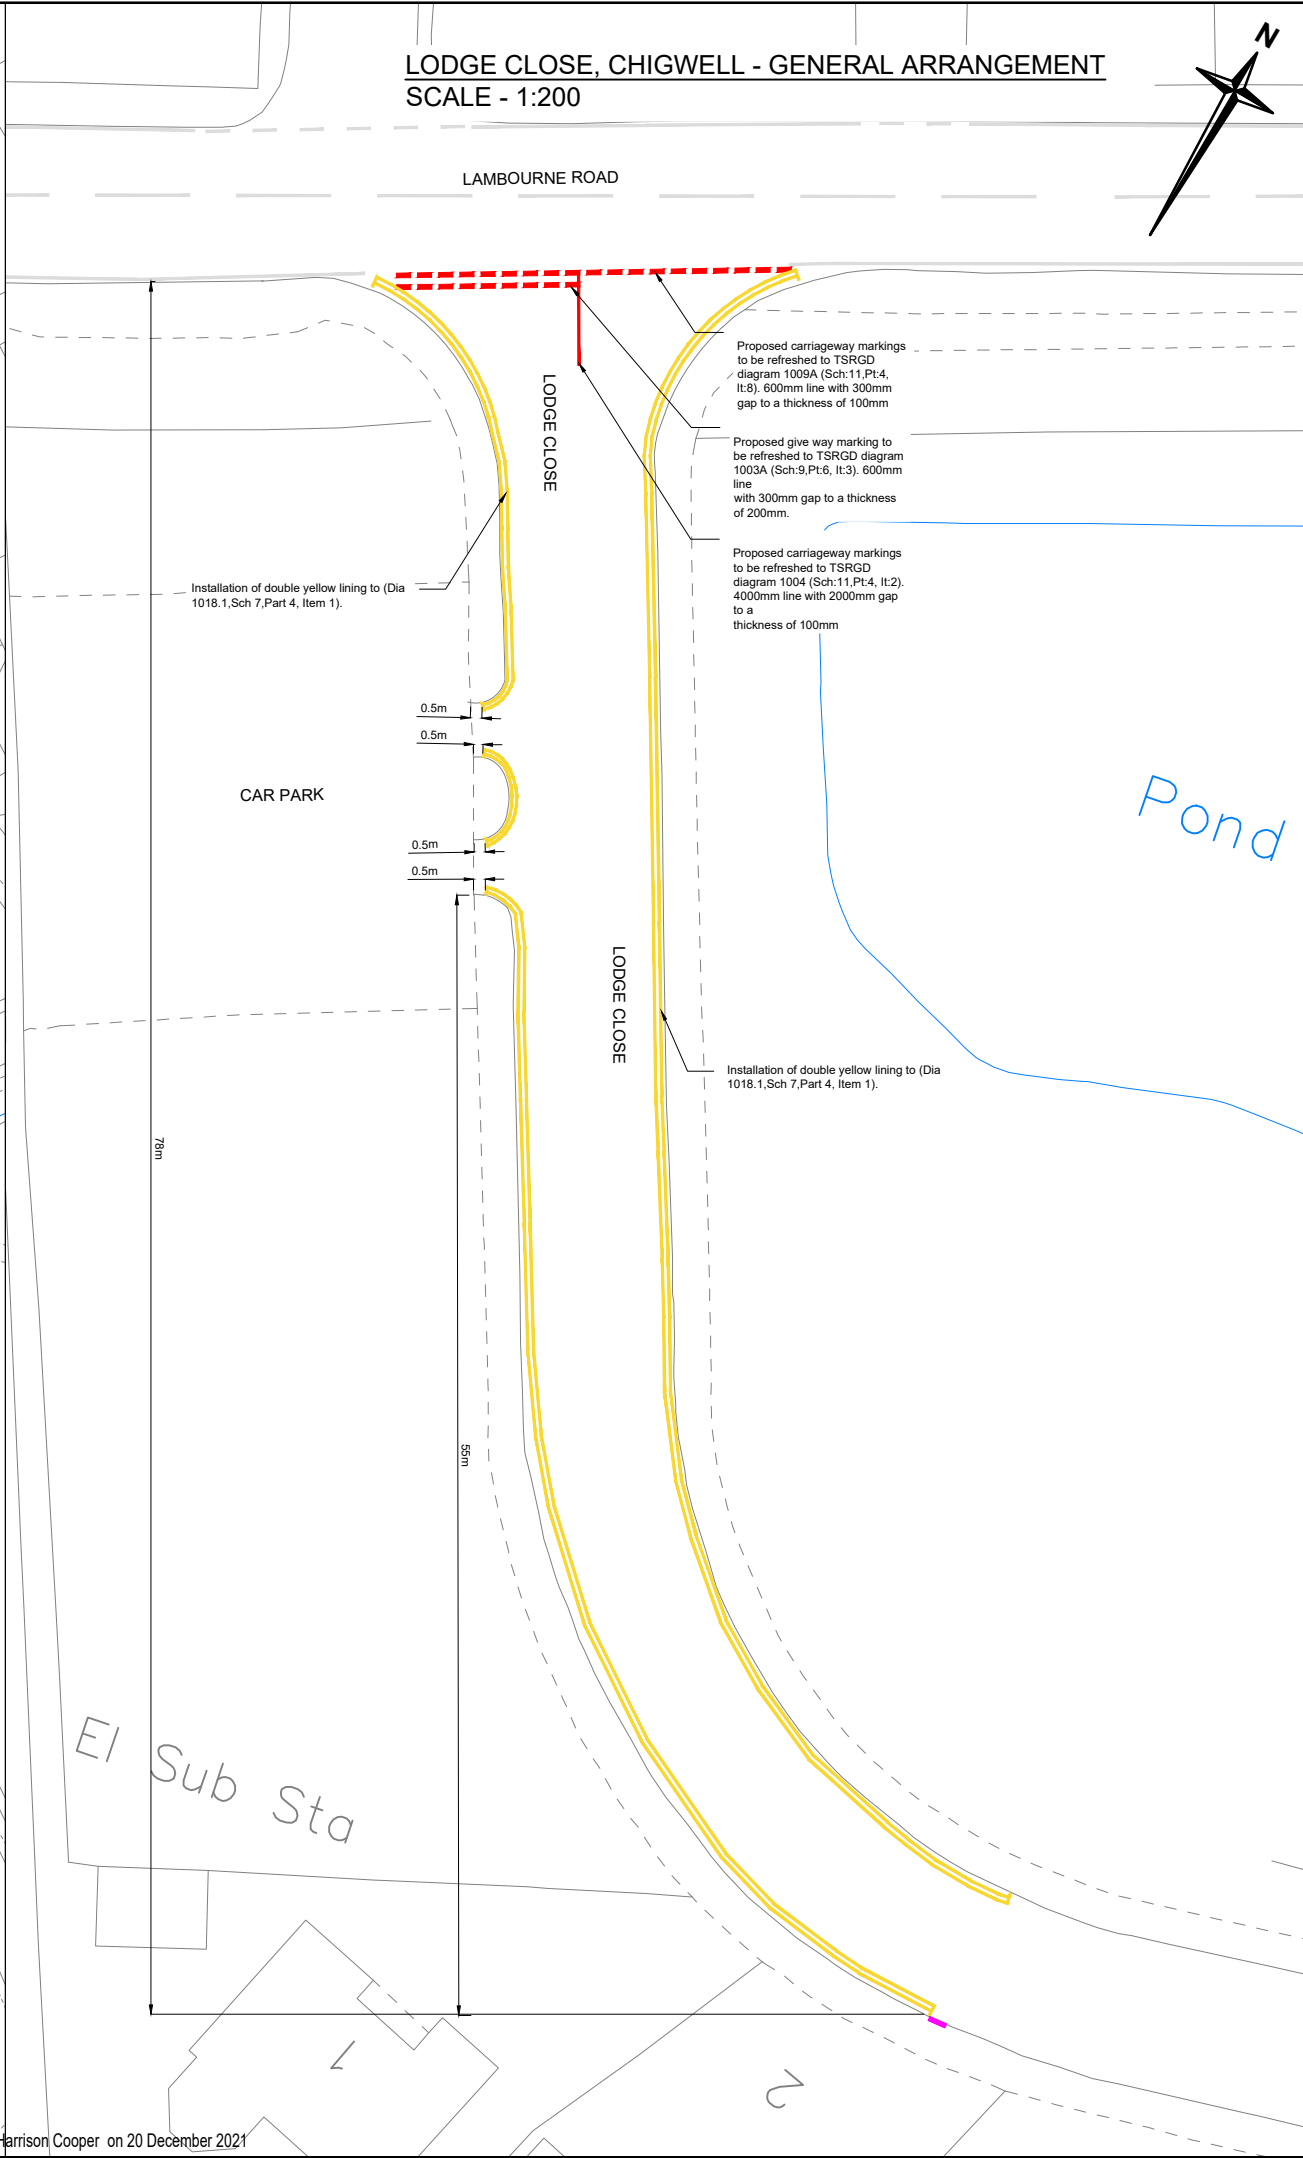 N
LODGE CLOSE, CHIGWELL - GENERAL ARRANGEMENT
SCALE - 1:200
LAMBOURNE ROAD
Proposed carriageway markings
to be refreshed to TSRGD
diagram 1009A (Sch:11,Pt:4,
It:8). 600mm line with 300mm
gap to a thickness of 100mm
LODGE CLOSE
Proposed give way marking to
be refreshed to TSRGD diagram
1003A (Sch:9,Pt:6, It:3). 600mm
line
with 300mm gap to a thickness
of 200mm.
Proposed carriageway markings
to be refreshed to TSRGD
diagram 1004 (Sch:11,Pt:4, It:2).
4000mm line with 2000mm gap
to a
thickness of 100mm
Installation of double yellow lining to (Dia
1018.1,Sch 7,Part 4, Item 1).
0.5m
0.5m
CAR PARK
Pond
0.5m
0.5m
LODGE CLOSE
Installation of double yellow lining to (Dia
1018.1,Sch 7,Part 4, Item 1).
78m
55m
El Sub Sta
1
2
Harrison Cooper on 20 December 2021